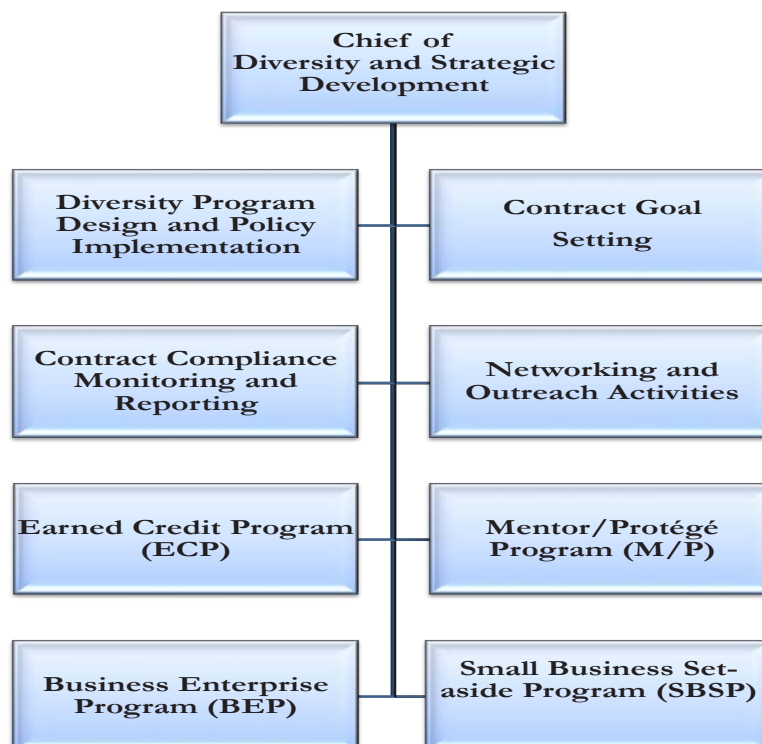 Chief of
Diversity and Strategic
Development
Diversity Program
Design and Policy
Implementation
Contract Goal
Setting
Contract Compliance
Monitoring and
Reporting
Networking and
Outreach Activities
Earned Credit Program
(ECP)
Mentor/Protégé
Program (M/P)
Business Enterprise
Program (BEP)
Small Business Set-
aside Program (SBSP)